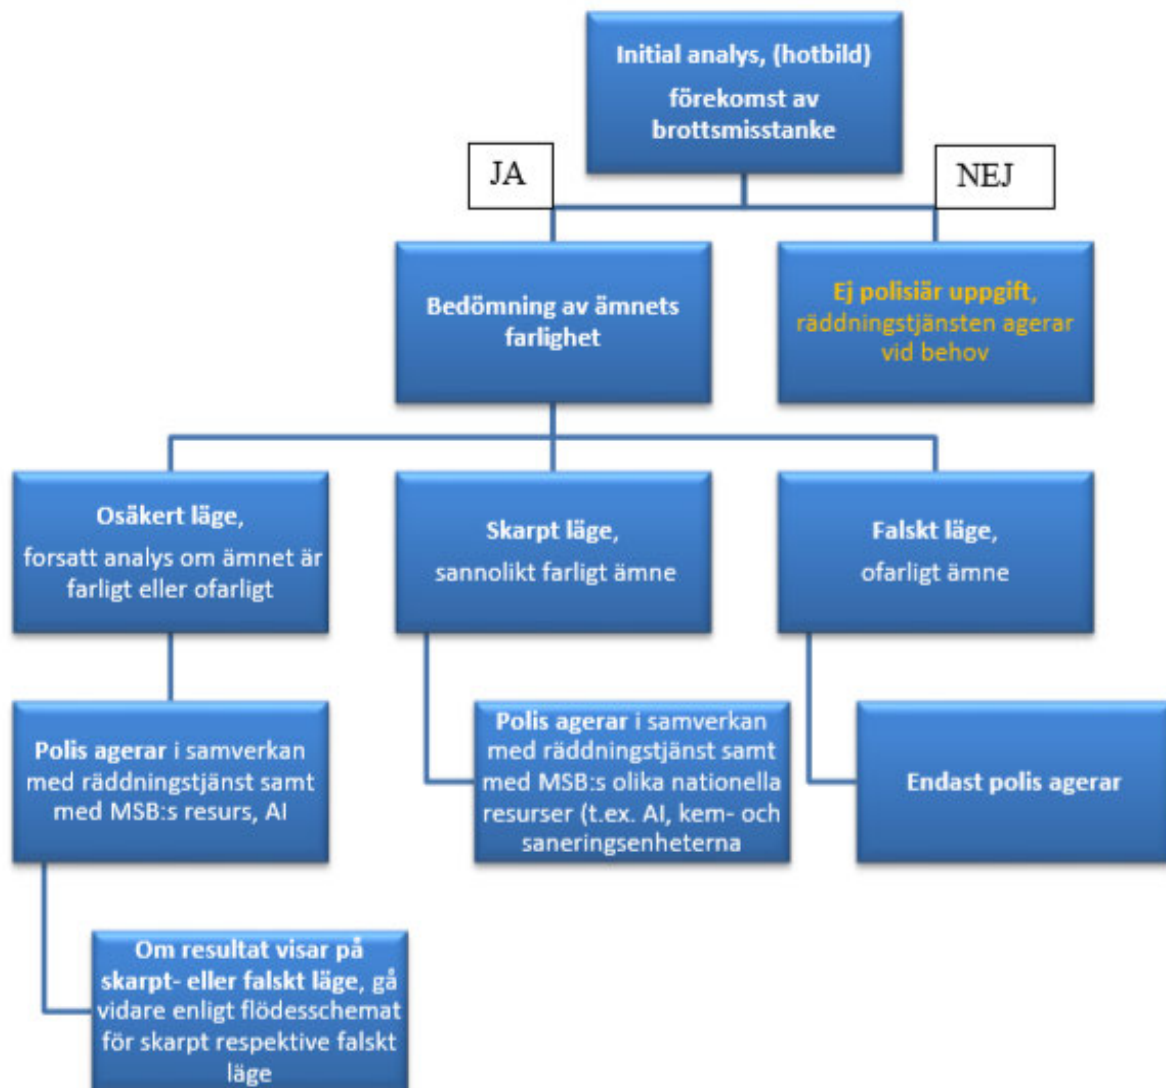 Initial analys, (hotbild)
förekomst av
brottsmisstanke
JA
NEJ
Bedömning av ämnets
farlighet
Ej polisiär uppgift,
räddningstjänsten agerar
vid behov
Osäkert läge,
forsatt analys om ämnet är
farligt eller ofarligt
Skarpt läge,
sannolikt farligt ämne
Falskt läge,
ofarligt ämne
Polis agerar i samverkan
med räddningstjänst samt
med MSB:s resurs, AI
Polis agerar i samverkan
med räddningstjänst samt
med MSB:s olika nationella
resurser (t.ex. AI, kem- och
saneringsenheterna
Endast polis agerar
Om resultat visar på
skarpt- eller falskt läge, gå
vidare enligt flödesschemat
för skarpt respektive falskt
läge